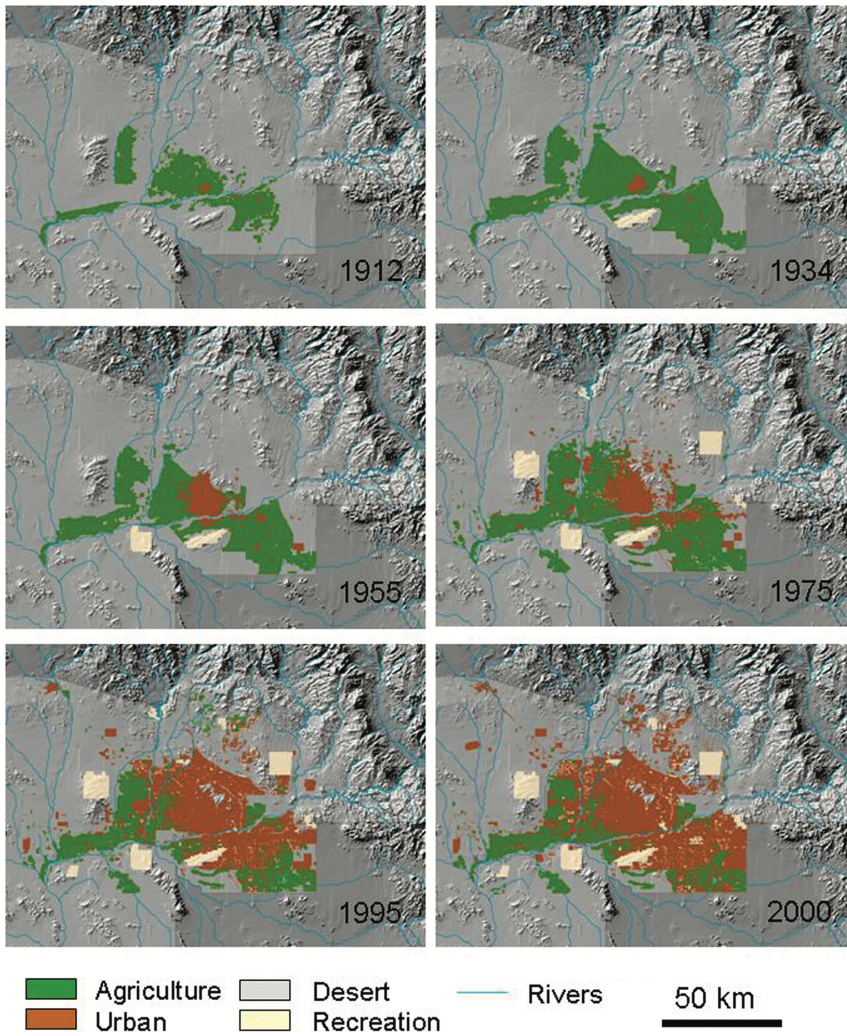 1912
1934
1955
1975
1995
2000
Agriculture
Desert
Rivers
50 km
Urban
Recreation